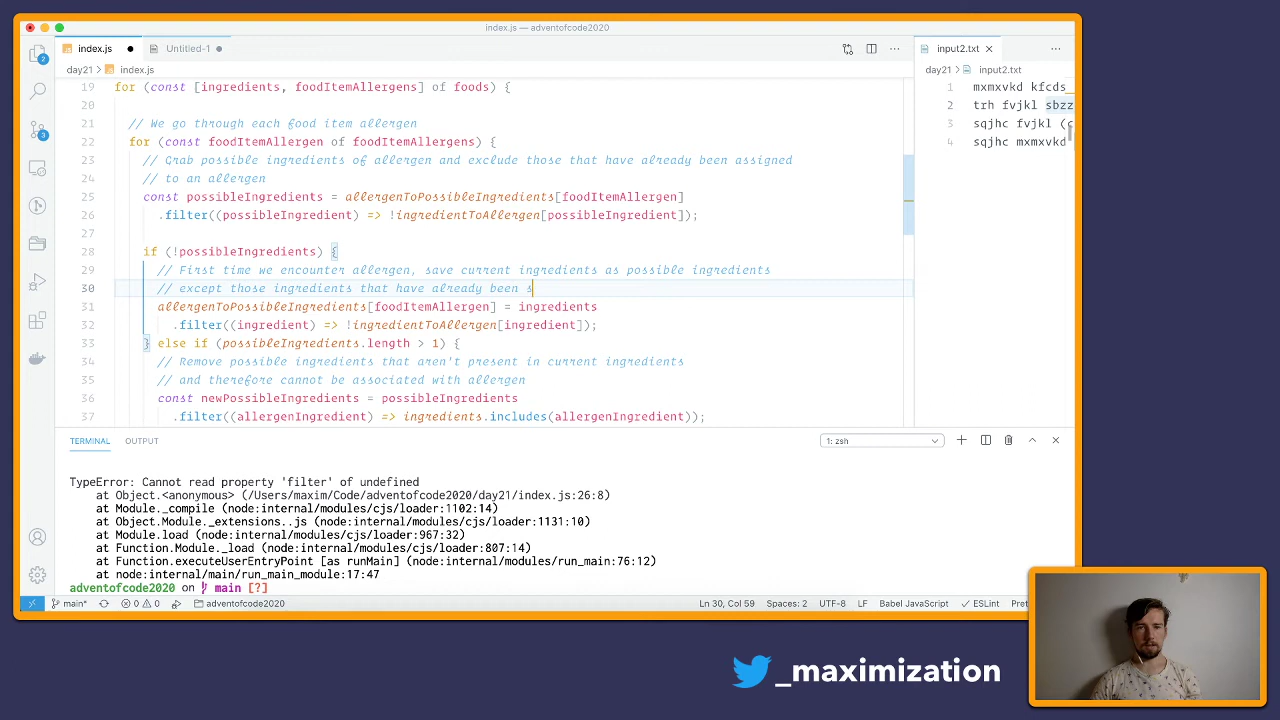 index.js — adventofcode2020
index.js
Untitled-1
input2.txt
day21 index.js
day21 input2.txt
19 for (const [ingredients, foodItemAllergens] of foods) {
20
21 // We go through each food item allergen
22 for (const foodItemAllergen of foodItemAllergens) {
23 // Grab possible ingredients of allergen and exclude those that have already been assigned
24 // to an allergen
25 const possibleIngredients = allergenToPossibleIngredients[foodItemAllergen]
26 .filter((possibleIngredient) => !ingredientToAllergen[possibleIngredient]);
27
28 if (!possibleIngredients) {
29 // First time we encounter allergen, save current ingredients as possible ingredients
30 // except those ingredients that have already been s
31 allergenToPossibleIngredients[foodItemAllergen] = ingredients
32 .filter((ingredient) => !ingredientToAllergen[ingredient]);
33 } else if (possibleIngredients.length > 1) {
34 // Remove possible ingredients that aren't present in current ingredients
35 // and therefore cannot be associated with allergen
36 const newPossibleIngredients = possibleIngredients
37 .filter((allergenIngredient) => ingredients.includes(allergenIngredient));
1 mxmxvkd kfcds
2 trh fvjkl sbzz
3 sqjhc fvjkl (c
4 sqjhc mxmxvkd
2
3
TERMINAL OUTPUT
1: zsh
TypeError: Cannot read property 'filter' of undefined
at Object.<anonymous> (/Users/maxim/Code/adventofcode2020/day21/index.js:26:8)
at Module._compile (node:internal/modules/cjs/loader:1102:14)
at Object.Module._extensions..js (node:internal/modules/cjs/loader:1131:10)
at Module.load (node:internal/modules/cjs/loader:967:32)
at Function.Module._load (node:internal/modules/cjs/loader:807:14)
at Function.executeUserEntryPoint [as runMain] (node:internal/modules/run_main:76:12)
at node:internal/main/run_main_module:17:47
adventofcode2020 on main [?]
main* 0 0 adventofcode2020 Ln 30, Col 59 Spaces: 2 UTF-8 LF Babel JavaScript ESLint Pret
_maximization